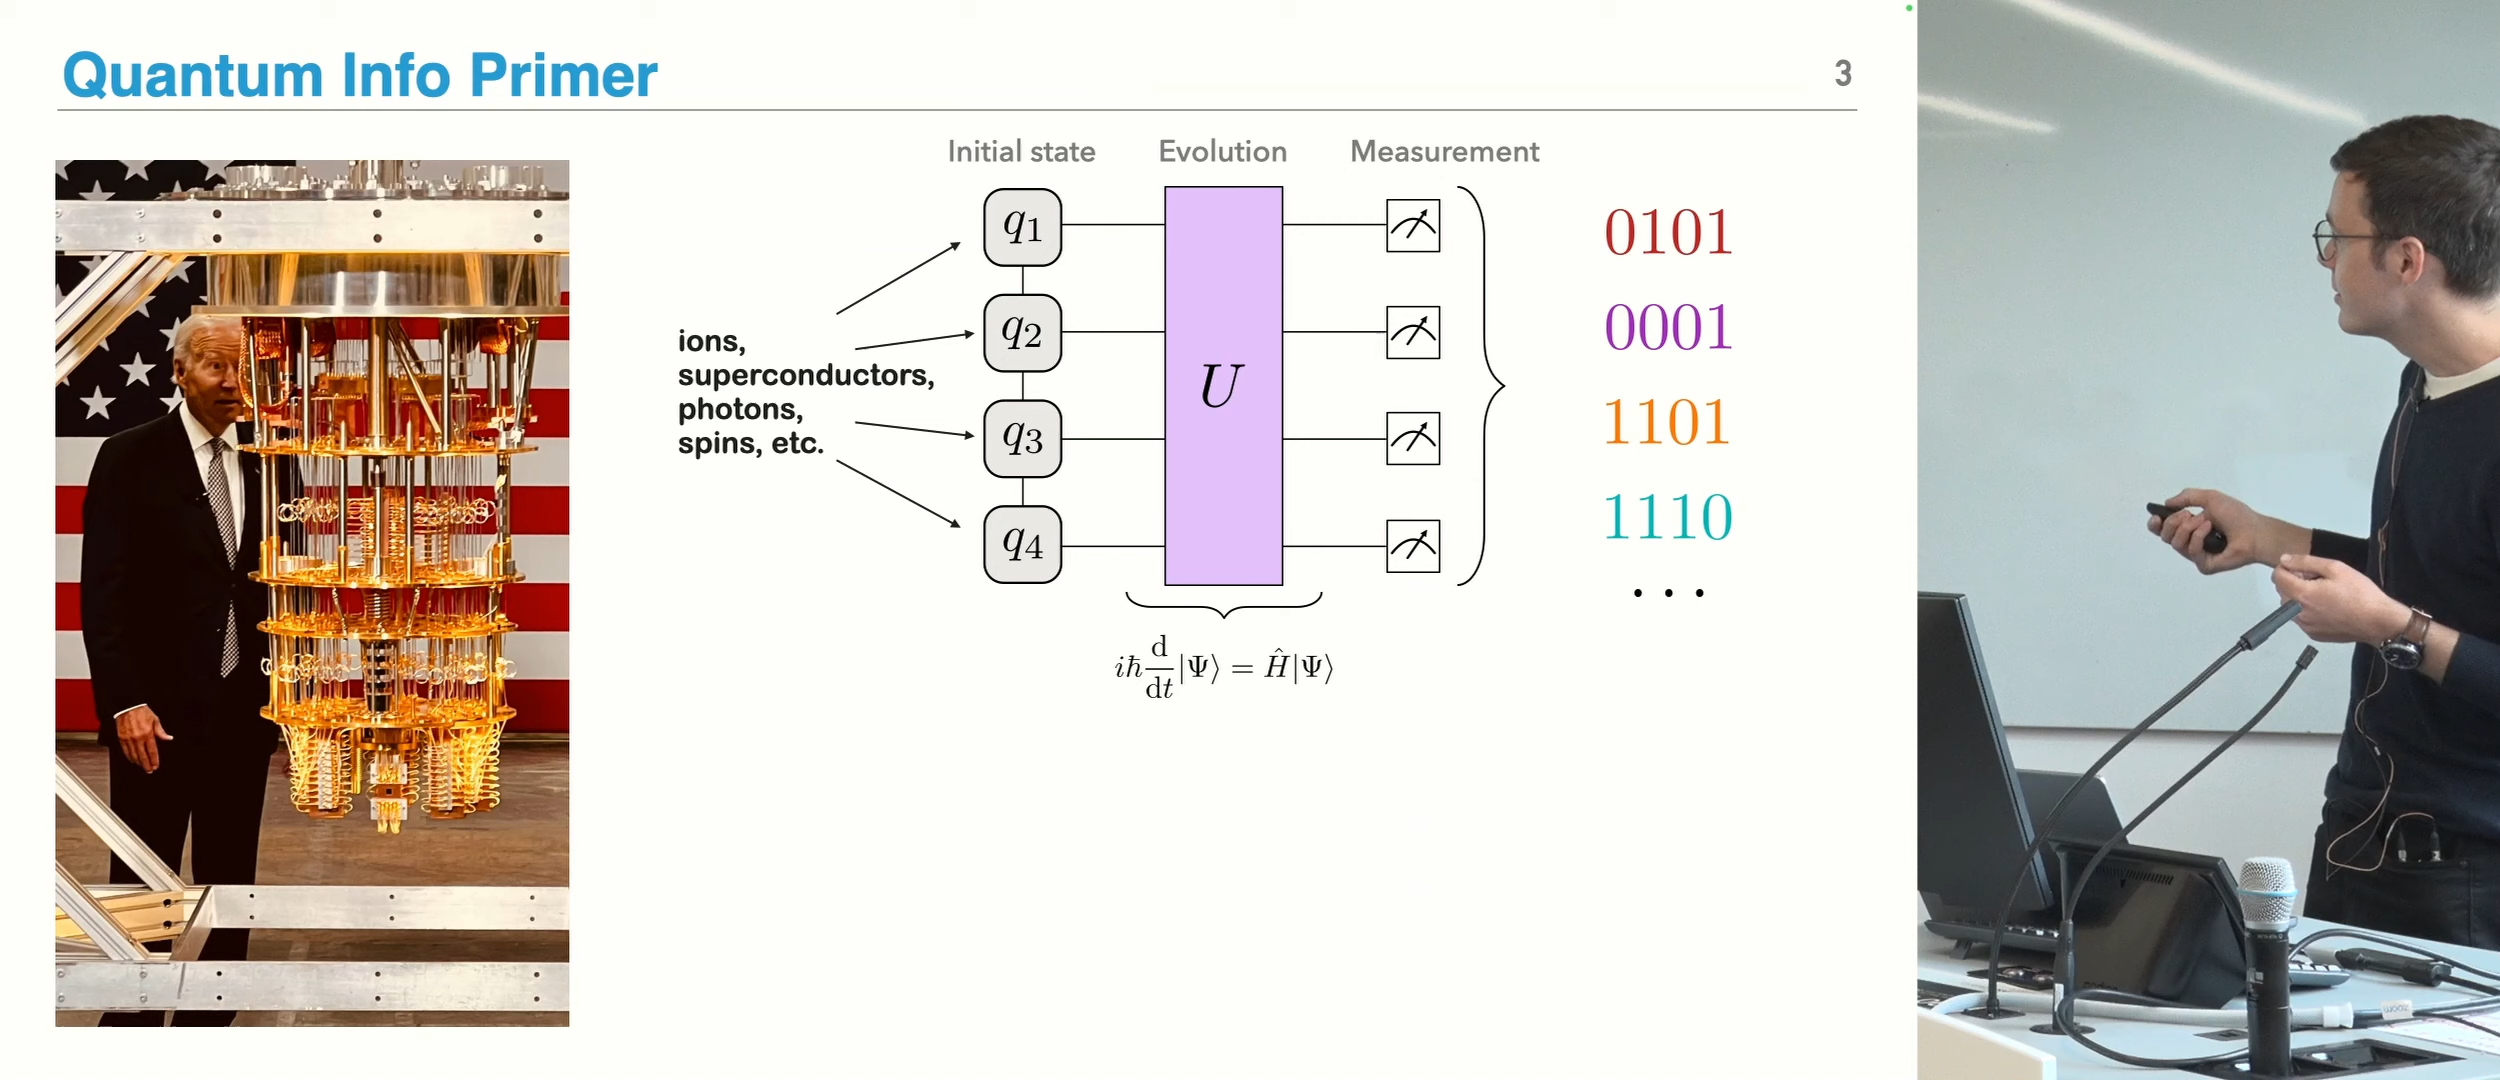 Quantum Info Primer
3
Initial state Evolution Measurement
ions,
superconductors,
photons,
spins, etc.
q1
q2
q3
q4
U
0101
0001
1101
1110
...
iħ d/dt |Ψ⟩ = Ĥ|Ψ⟩